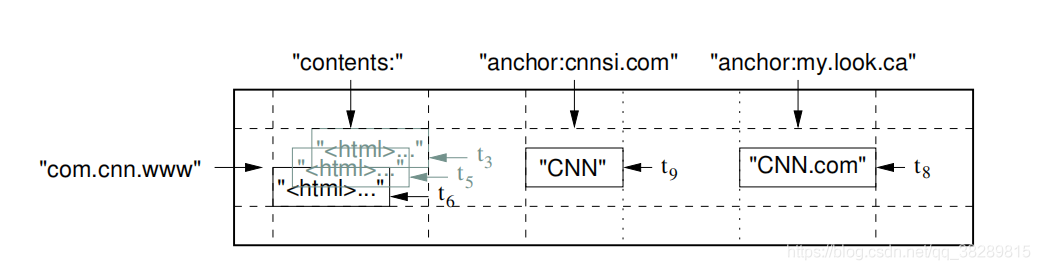 "contents:" "anchor:cnnsi.com" "anchor:my.look.ca"
"<html>..." t3
"com.cnn.www" "<html>..." t5 "CNN" t9 "CNN.com" t8
"<html>..." t6
https://blog.csdn.net/qq_38289815